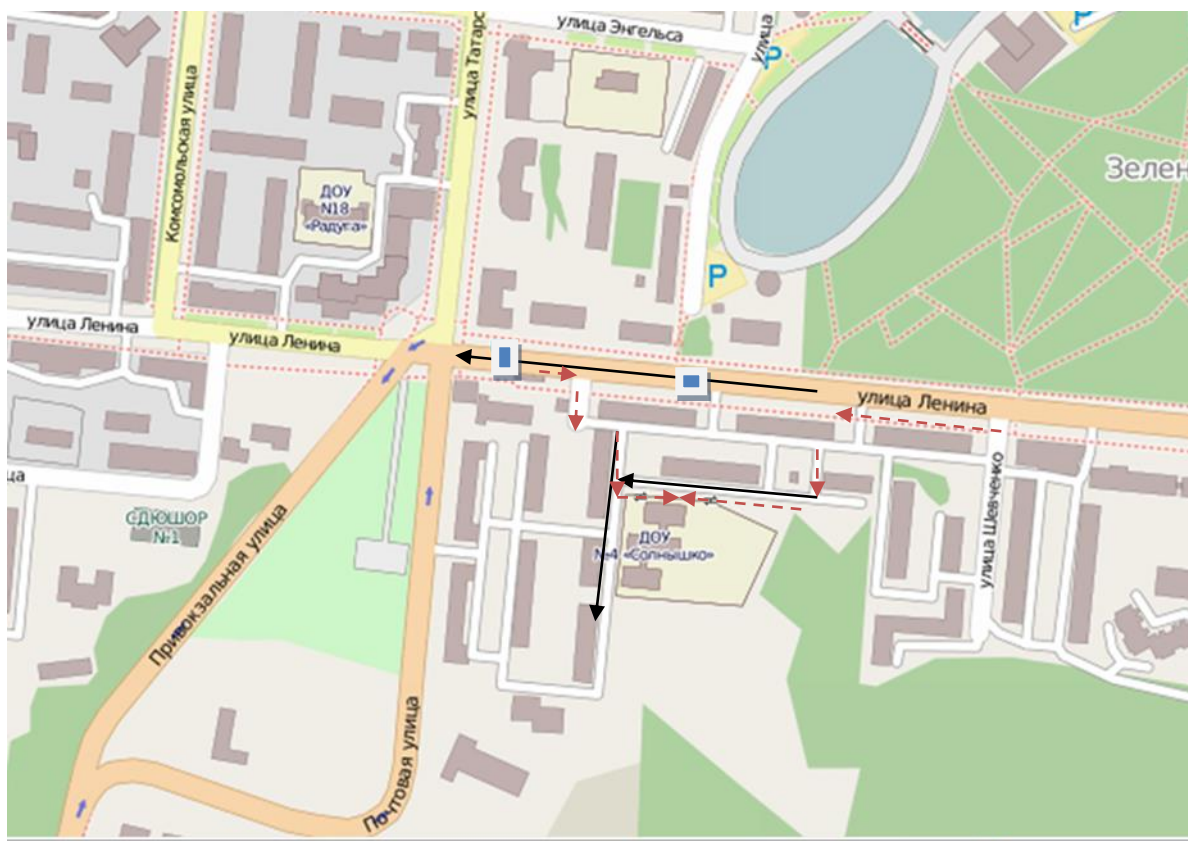 улица Энгельса
улица
P
P
улица Татарс
Комсомольская улица
Зелен
ДОУ
N18
«Радуга»
P
улица Ленина
улица Ленина
улица Ленина
ца
СДЮШОР
№1
ДОУ
№4 «Солнышко»
улица Шевченко
Привокзальная улица
Почтовая улица